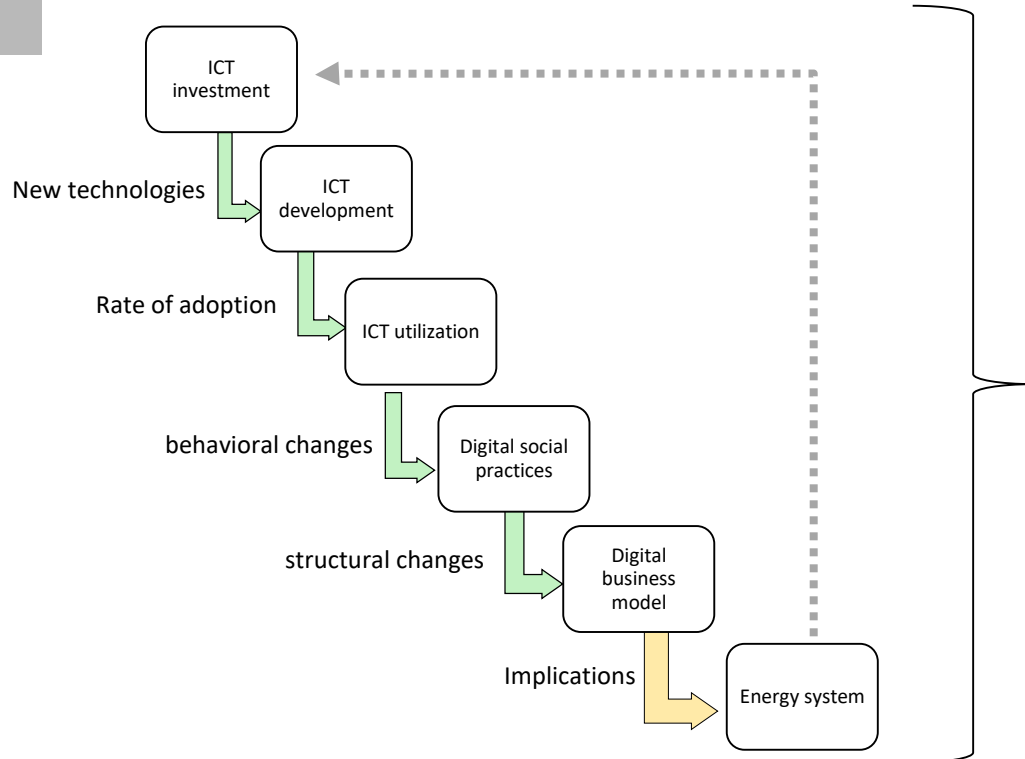 ICT
investment
New technologies
ICT
development
Rate of adoption
ICT utilization
behavioral changes
Digital social
practices
structural changes
Digital
business
model
Implications
Energy system